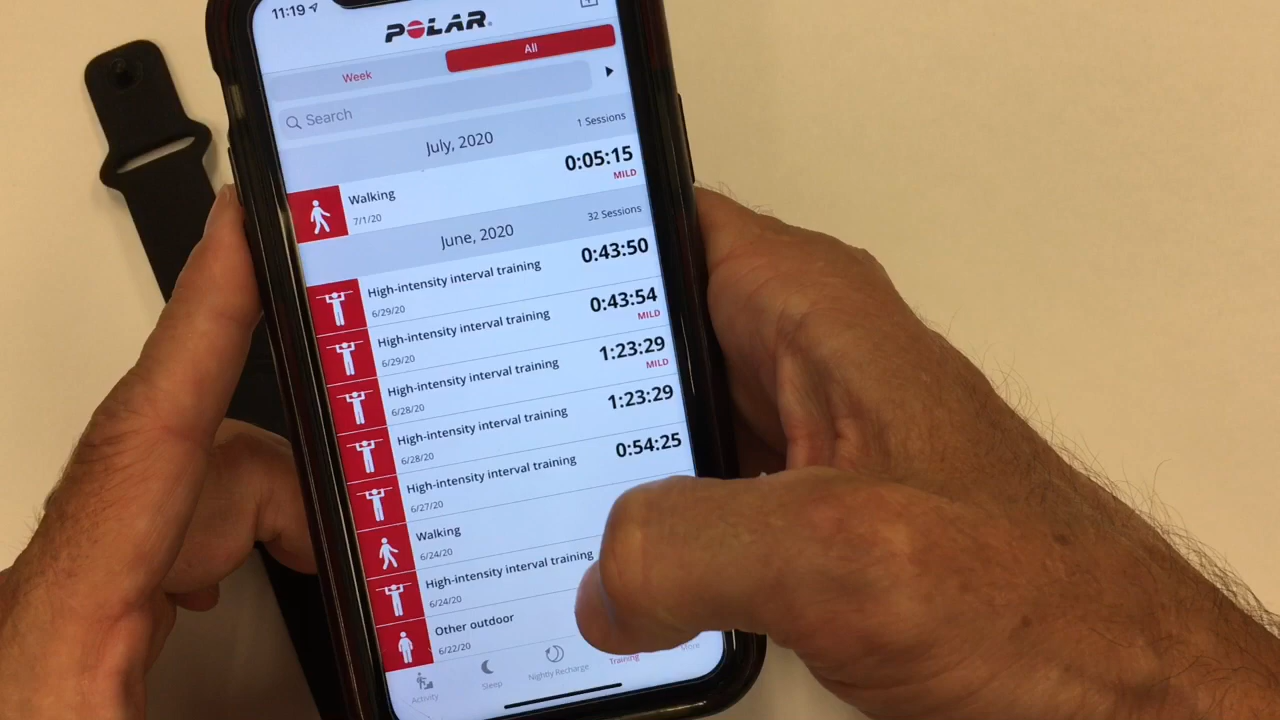 11:19
POLAR
Week
All
Search
July, 2020
1 Sessions
Walking
0:05:15
7/1/20
MILD
June, 2020
32 Sessions
High-intensity interval training
0:43:50
6/29/20
High-intensity interval training
0:43:54
6/29/20
MILD
High-intensity interval training
1:23:29
6/28/20
MILD
High-intensity interval training
1:23:29
6/28/20
High-intensity interval training
0:54:25
6/27/20
Walking
6/24/20
High-intensity interval training
6/24/20
Other outdoor
6/22/20
Activity
Sleep
Nightly Recharge
Training
More